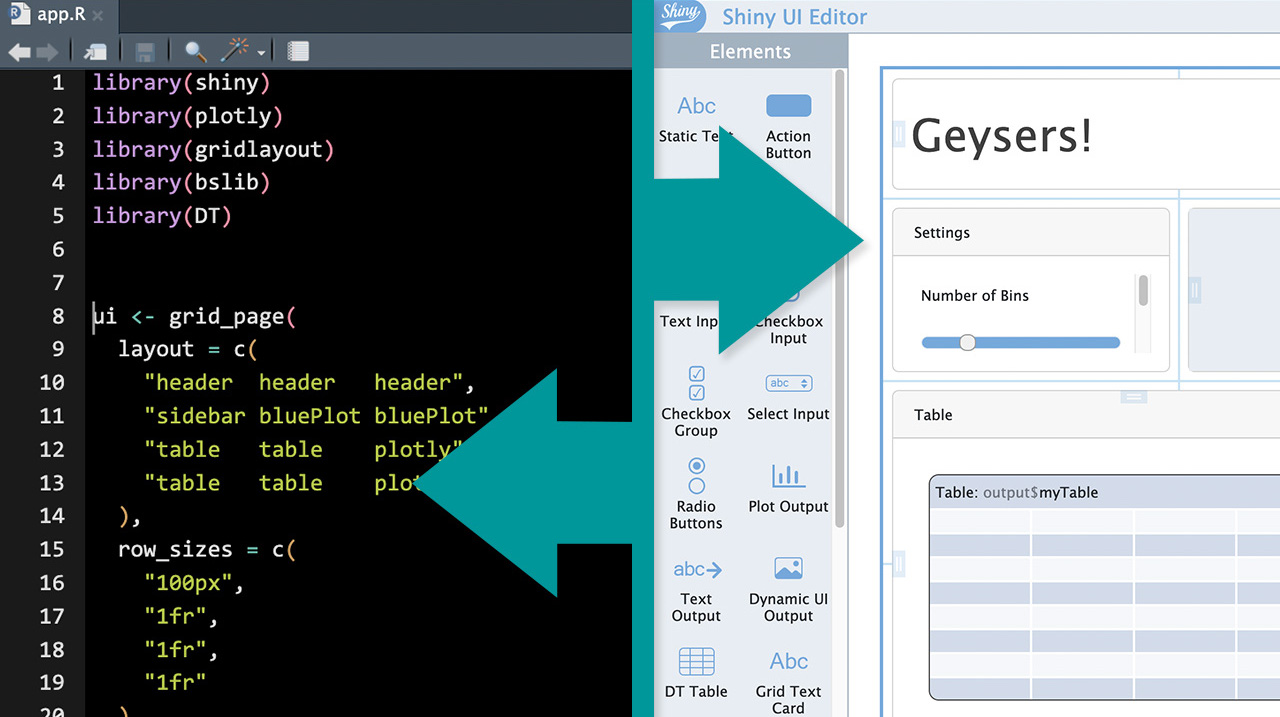 app.R
1 library(shiny)
2 library(plotly)
3 library(gridlayout)
4 library(bslib)
5 library(DT)
6
7
8 ui <- grid_page(
9 layout = c(
10 "header header header",
11 "sidebar bluePlot bluePlot"
12 "table table plotly"
13 "table table
14 ),
15 row_sizes = c(
16 "100px",
17 "1fr",
18 "1fr",
19 "1fr"
20 )
Shiny
Shiny UI Editor
Elements
Abc
Static
Action
Button
Text
Checkbox
Input
Checkbox
Group
abc
Select Input
Radio
Buttons
Plot Output
abc
Text
Output
Dynamic UI
Output
DT Table
Abc
Grid Text
Card
Geysers!
Settings
Number of Bins
Table
Table: output$myTable